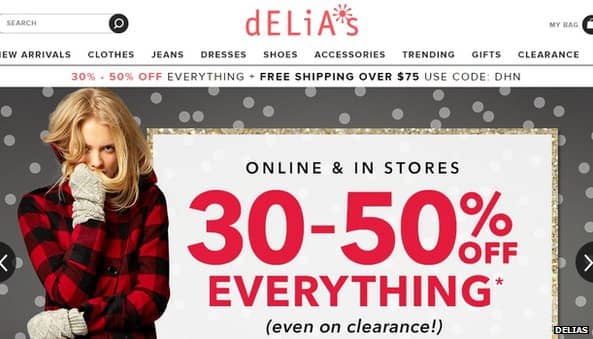 SEARCH
dELiA*s
MY BAG
NEW ARRIVALS CLOTHES JEANS DRESSES SHOES ACCESSORIES TRENDING GIFTS CLEARANCE
30% - 50% OFF EVERYTHING + FREE SHIPPING OVER $75 USE CODE: DHN
ONLINE & IN STORES
30-50% OFF
EVERYTHING*
(even on clearance!)
DELIAS